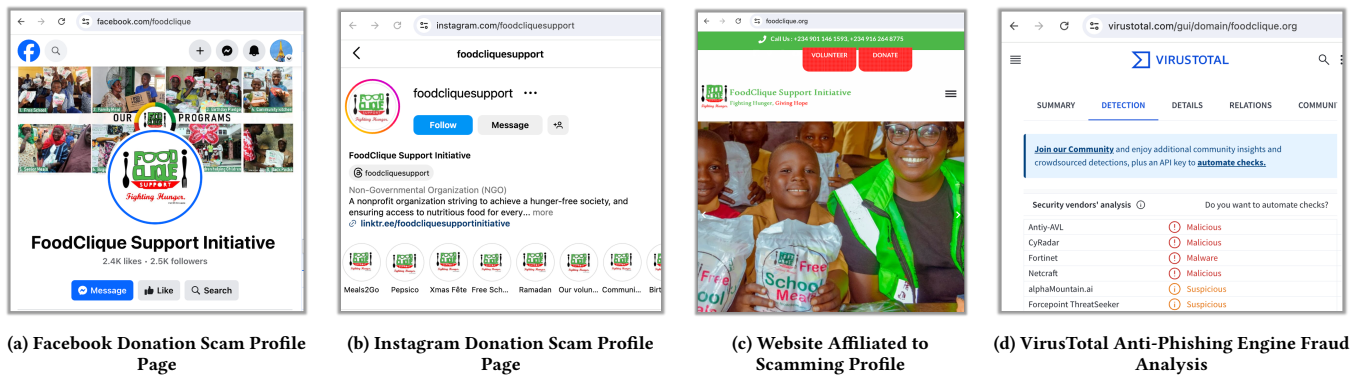 facebook.com/foodclique
OUR PROGRAMS
FOOD
CLIQUE
SUPPORT
Fighting Hunger.
FoodClique Support Initiative
2.4K likes • 2.5K followers
Message
Like
Search
(a) Facebook Donation Scam Profile
Page
instagram.com/foodcliquesupport
foodcliquesupport
foodcliquesupport
Follow
Message
FoodClique Support Initiative
foodcliquesupport
Non-Governmental Organization (NGO)
A nonprofit organization striving to achieve a hunger-free society, and
ensuring access to nutritious food for every... more
linktr.ee/foodcliquesupportinitiative
Meals2Go Pepsico Xmas Fête Free Sch... Ramadan Our volun... Communi... Birt
(b) Instagram Donation Scam Profile
Page
foodclique.org
Call Us : +234 901 146 1593, +234 916 264 8775
VOLUNTEER DONATE
FoodClique Support Initiative
Fighting Hunger, Giving Hope
Free
School
Meal
(c) Website Affiliated to
Scamming Profile
virustotal.com/gui/domain/foodclique.org
VIRUSTOTAL
SUMMARY DETECTION DETAILS RELATIONS COMMUNI
Join our Community and enjoy additional community insights and
crowdsourced detections, plus an API key to automate checks.
Security vendors' analysis Do you want to automate checks?
Antiy-AVL Malicious
CyRadar Malicious
Fortinet Malware
Netcraft Malicious
alphaMountain.ai Suspicious
Forcepoint ThreatSeeker Suspicious
(d) VirusTotal Anti-Phishing Engine Fraud
Analysis